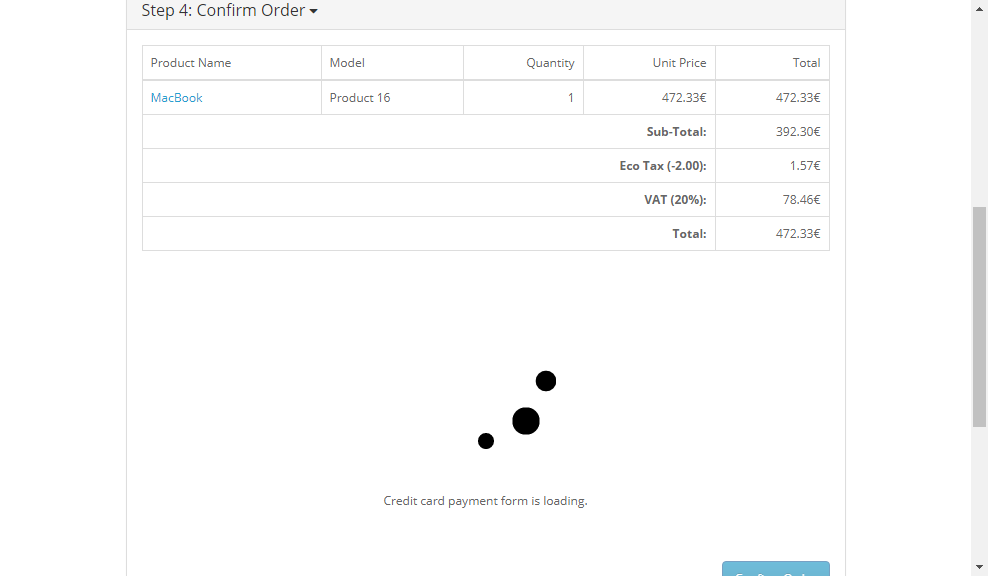 Step 4: Confirm Order
Product Name Model Quantity Unit Price Total
MacBook Product 16 1 472.33€ 472.33€
Sub-Total: 392.30€
Eco Tax (-2.00): 1.57€
VAT (20%): 78.46€
Total: 472.33€
Credit card payment form is loading.